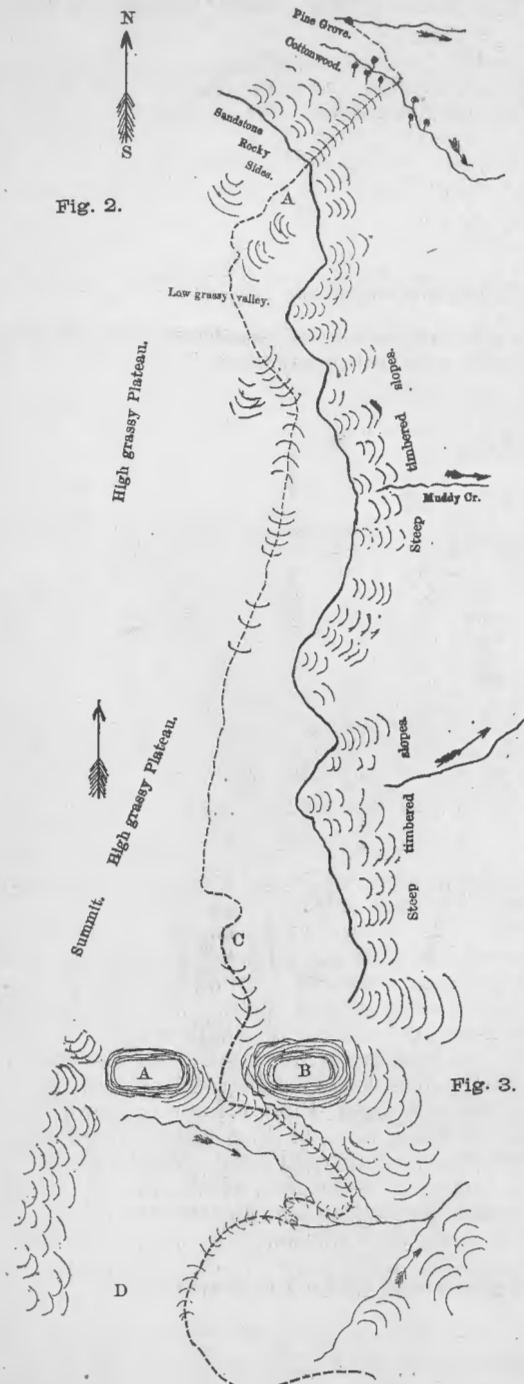 N
Pine Grove.
Cottonwood.
S
Sandstone
Rocky
Sides.
A
Fig. 2.
Low grassy valley.
High grassy Plateau.
slopes.
timbered
Muddy Cr.
Steep
High grassy Plateau.
Summit.
slopes.
timbered
Steep
C
A
B
Fig. 3.
D